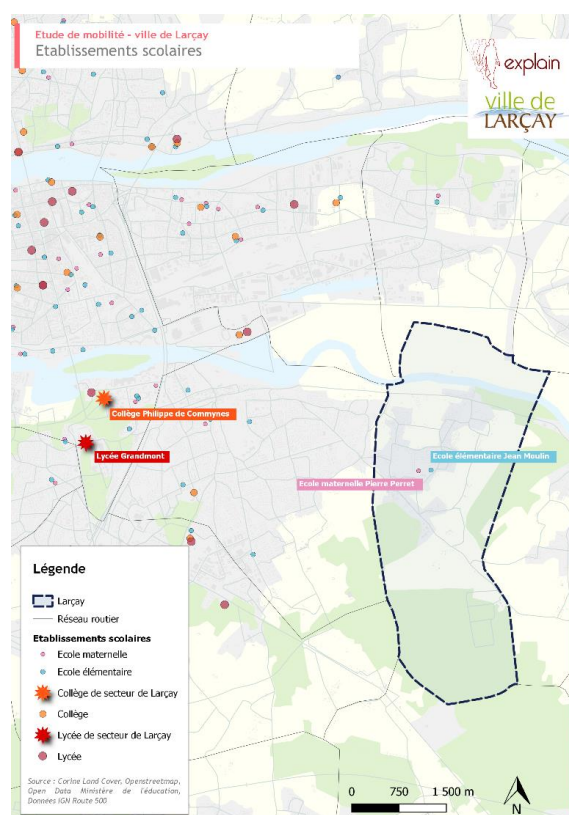 Etude de mobilité - ville de Larçay
Etablissements scolaires
explain
ville de
LARÇAY
Collège Philippe de Commynes
Lycée Grandmont
Ecole élémentaire Jean Moulin
Ecole maternelle Pierre Perret
Légende
Larçay
Réseau routier
Etablissements scolaires
Ecole maternelle
Ecole élémentaire
Collège de secteur de Larçay
Collège
Lycée de secteur de Larçay
Lycée
Source : Corine Land Cover, Openstreetmap,
Open Data Ministère de l'éducation,
Données IGN Route 500
0 750 1 500 m
N